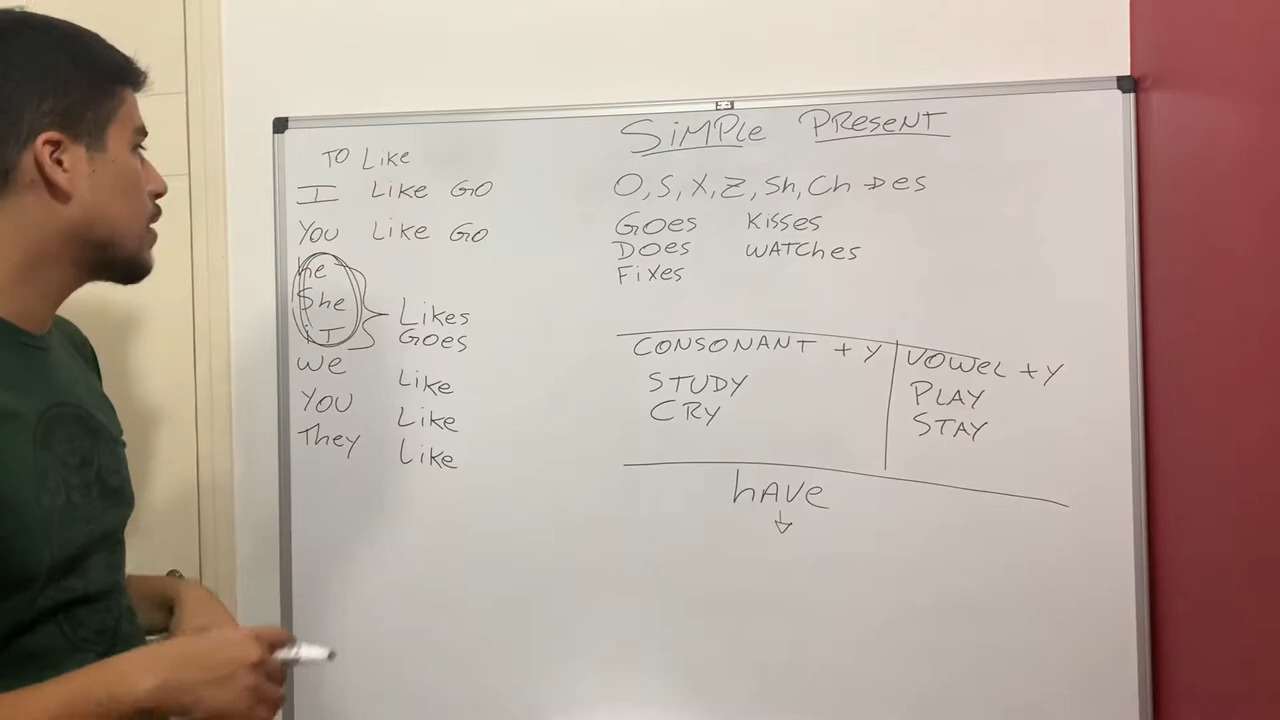 SiMPLe PReSeNT
TO Like
I Like GO
YOU Like GO
he
She
iT
Likes
GOes
we Like
YOU Like
They Like
O, S, X, Z, Sh, Ch → es
GOes Kisses
DOes WATChes
Fixes
CONSONANT + Y
STUDY
CRY
VOWeL + Y
PLAY
STAY
hAVe
↓